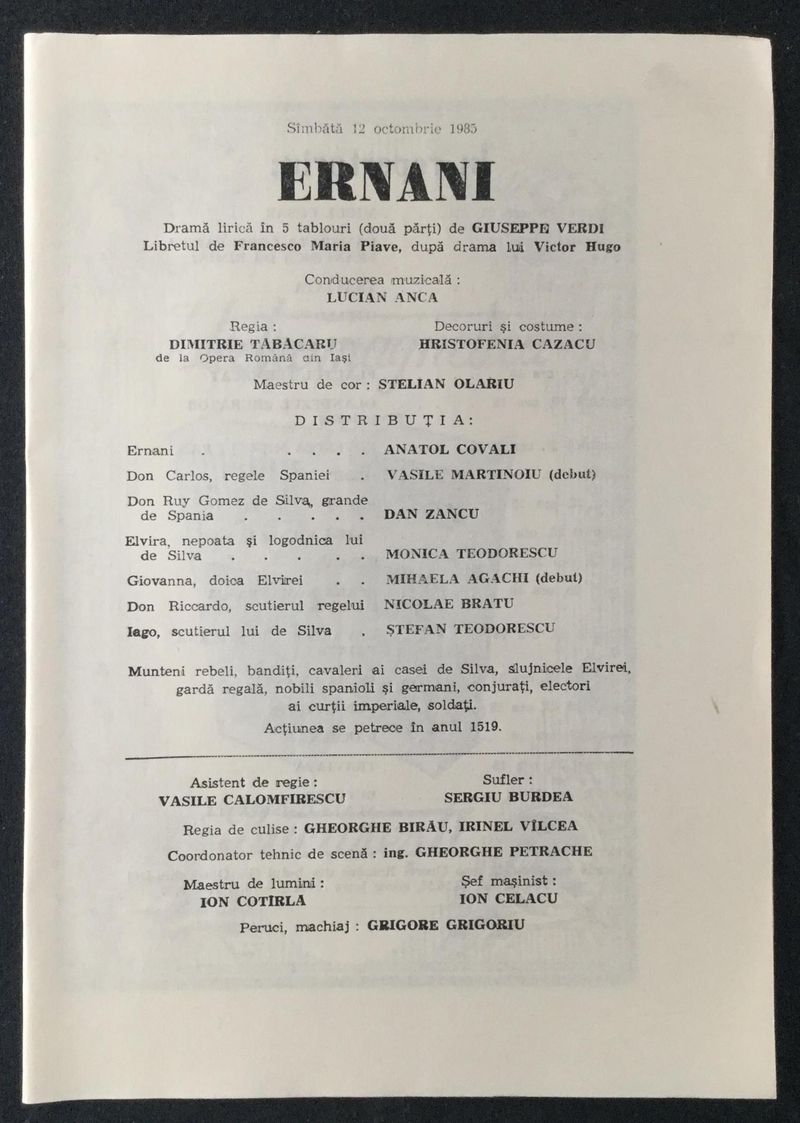 Sîmbătă 12 octombrie 1985
ERNANI
Dramă lirică în 5 tablouri (două părți) de GIUSEPPE VERDI
Libretul de Francesco Maria Piave, după drama lui Victor Hugo
Conducerea muzicală :
LUCIAN ANCA
Regia :
DIMITRIE TĂBĂCARU
de la Opera Română din Iași
Decoruri și costume :
HRISTOFENIA CAZACU
Maestru de cor : STELIAN OLARIU
DISTRIBUȚIA:
Ernani . . . . . ANATOL COVALI
Don Carlos, regele Spaniei . VASILE MARTINOIU (debut)
Don Ruy Gomez de Silva, grande
de Spania . . . . . DAN ZANCU
Elvira, nepoata și logodnica lui
de Silva . . . . . MONICA TEODORESCU
Giovanna, doica Elvirei . . MIHAELA AGACHI (debut)
Don Riccardo, scutierul regelui NICOLAE BRATU
Iago, scutierul lui de Silva . ȘTEFAN TEODORESCU
Munteni rebeli, bandiți, cavaleri ai casei de Silva, slujnicele Elvirei,
gardă regală, nobili spanioli și germani, conjurați, electori
ai curții imperiale, soldați.
Acțiunea se petrece în anul 1519.
Asistent de regie :
VASILE CALOMFIRESCU
Sufler :
SERGIU BURDEA
Regia de culise : GHEORGHE BIRĂU, IRINEL VÎLCEA
Coordonator tehnic de scenă : ing. GHEORGHE PETRACHE
Maestru de lumini :
ION COTÎRLĂ
Șef mașinist :
ION CELACU
Peruci, machiaj : GRIGORE GRIGORIU